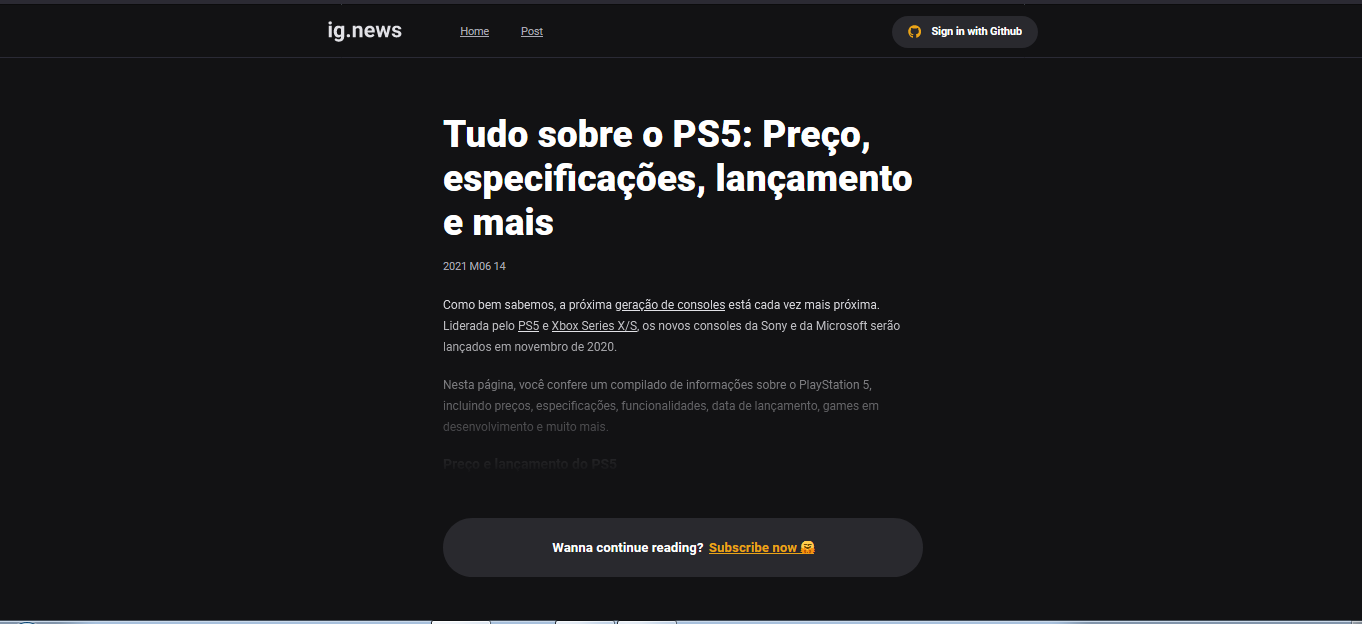 ig.news
Home
Post
Sign in with Github
Tudo sobre o PS5: Preço,
especificações, lançamento
e mais
2021 M06 14
Como bem sabemos, a próxima geração de consoles está cada vez mais próxima.
Liderada pelo PS5 e Xbox Series X/S, os novos consoles da Sony e da Microsoft serão
lançados em novembro de 2020.
Nesta página, você confere um compilado de informações sobre o PlayStation 5,
incluindo preços, especificações, funcionalidades, data de lançamento, games em
desenvolvimento e muito mais.
Preço e lançamento do PS5
Wanna continue reading? Subscribe now 🤗